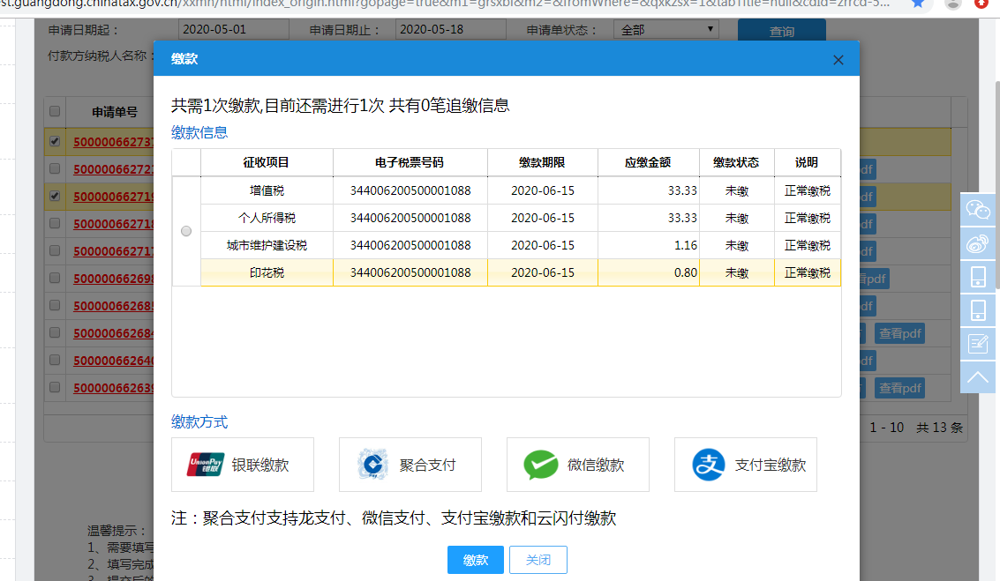 est.guangdong.chinatax.gov.cn/xxmh/html/index_origin.html?gopage=true&m1=grsxbl&m2=&fromWhere=&qxkzsx=1&tabTitle=null&cdId=zrrcd-5...
申请日期起： 2020-05-01 申请日期止： 2020-05-18 申请单状态： 全部 查询
付款方纳税人名称：
缴款
共需1次缴款,目前还需进行1次 共有0笔追缴信息
缴款信息
征收项目 电子税票号码 缴款期限 应缴金额 缴款状态 说明
增值税 344006200500001088 2020-06-15 33.33 未缴 正常缴税
个人所得税 344006200500001088 2020-06-15 33.33 未缴 正常缴税
城市维护建设税 344006200500001088 2020-06-15 1.16 未缴 正常缴税
印花税 344006200500001088 2020-06-15 0.80 未缴 正常缴税
缴款方式
UnionPay 银联 银联缴款 pay 聚合支付 微信缴款 支 支付宝缴款
注：聚合支付支持龙支付、微信支付、支付宝缴款和云闪付缴款
缴款 关闭
申请单号
50000066273
50000066272
50000066271
50000066271
50000066271
50000066269
50000066268
50000066268
50000066264
50000066263
df
df
df
df
看pdf
df
查看pdf
df
查看pdf
1 - 10 共 13 条
温馨提示：
1、需要填写
2、填写完成
3、提交后的